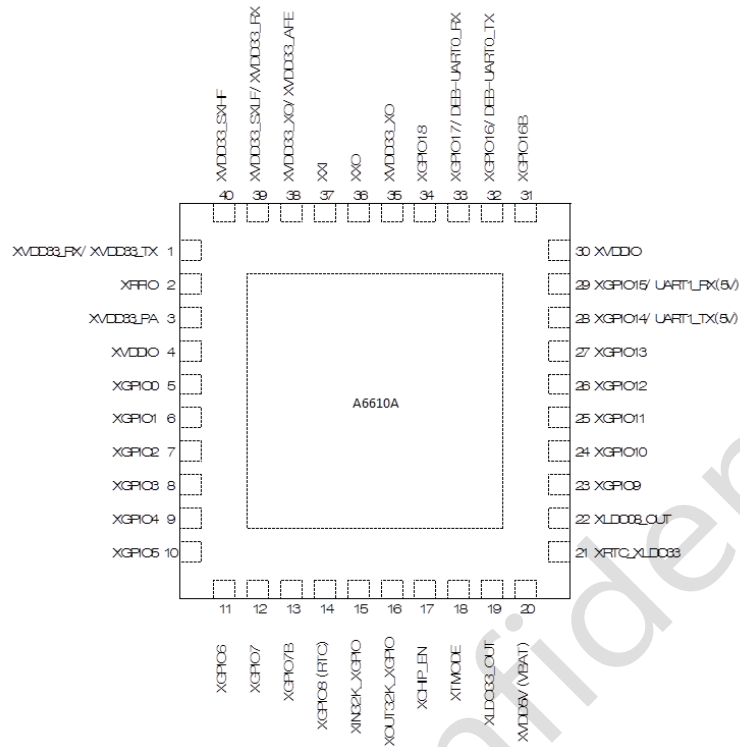 XVDD33_SXHF
XVDD33_SXLF/ XVDD33_RX
XVDD33_XO/ XVDD33_AFE
XXI
XXO
XVDD33_XO
XGPIO18
XGPIO17/ DEB-UART0_RX
XGPIO16/ DEB-UART0_TX
XGPIO16B
40 39 38 37 36 35 34 33 32 31
XVDD33_RX/ XVDD33_TX 1
XRFIO 2
XVDD33_PA 3
XVDDIO 4
XGPIO0 5
XGPIO1 6
XGPIO2 7
XGPIO3 8
XGPIO4 9
XGPIO5 10
A6610A
30 XVDDIO
29 XGPIO15/ UART1_RX(5V)
28 XGPIO14/ UART1_TX(5V)
27 XGPIO13
26 XGPIO12
25 XGPIO11
24 XGPIO10
23 XGPIO9
22 XLDO08_OUT
21 XRTC_XLDO33
11 12 13 14 15 16 17 18 19 20
XGPIO6
XGPIO7
XGPIO7B
XGPIO8 (RTC)
XIN32K_XGPIO
XOUT32K_XGPIO
XCHIP_EN
XTMODE
XLDO33_OUT
XVDD5V (VBAT)